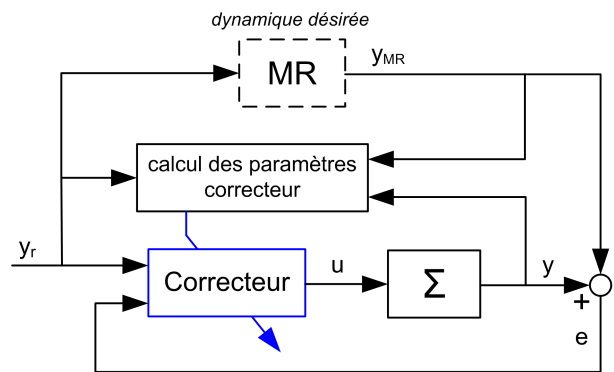 dynamique désirée
MR
yMR
calcul des paramètres
correcteur
yr
Correcteur
u
Σ
y
+
e